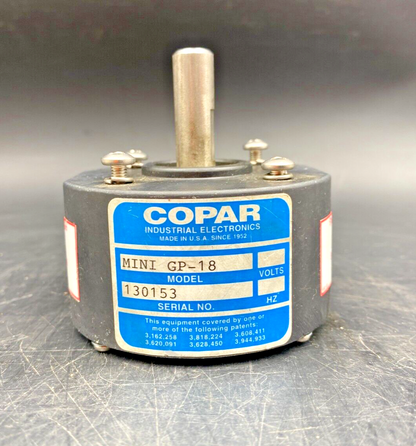 COPAR
INDUSTRIAL ELECTRONICS
MADE IN U.S.A. SINCE 1952
MINI GP-18
MODEL
VOLTS
130153
SERIAL NO.
HZ
This equipment covered by one or
more of the following patents:
3,162,258 3,818,224 3,608,411
3,620,091 3,628,450 3,944,933